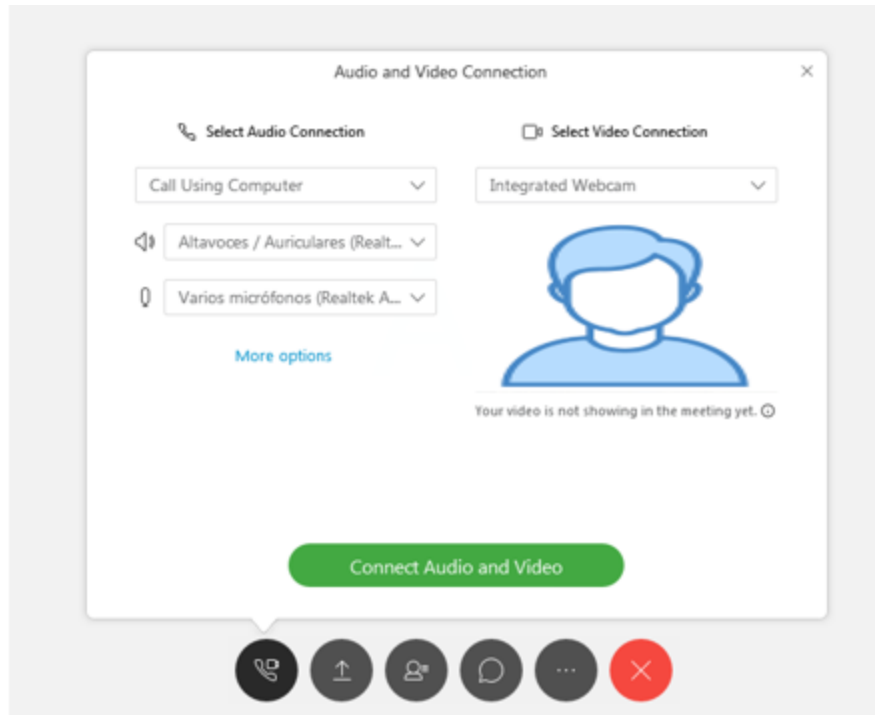 Audio and Video Connection
Select Audio Connection
Call Using Computer
Altavoces / Auriculares (Realt...
Varios micrófonos (Realtek A...
More options
Select Video Connection
Integrated Webcam
Your video is not showing in the meeting yet.
Connect Audio and Video